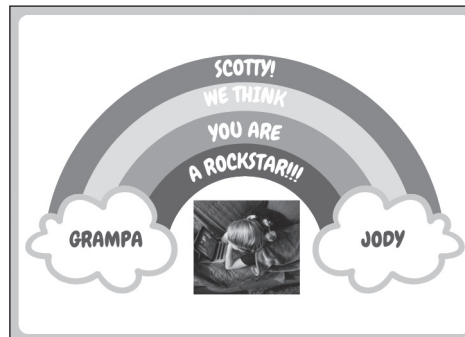 SCOTTY!
WE THINK
YOU ARE
A ROCKSTAR!!!
GRAMPA
JODY